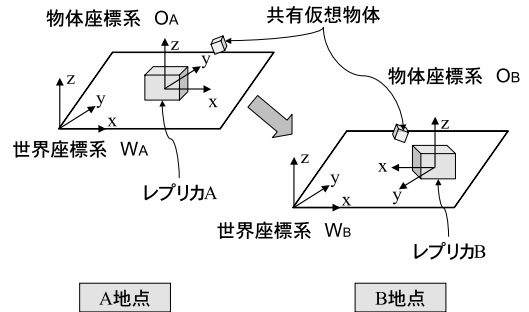 物体座標系 OA
共有仮想物体
z
y
x
z
y
x
世界座標系 WA
レプリカA
物体座標系 OB
z
x
y
z
y
x
世界座標系 WB
レプリカB
A地点
B地点